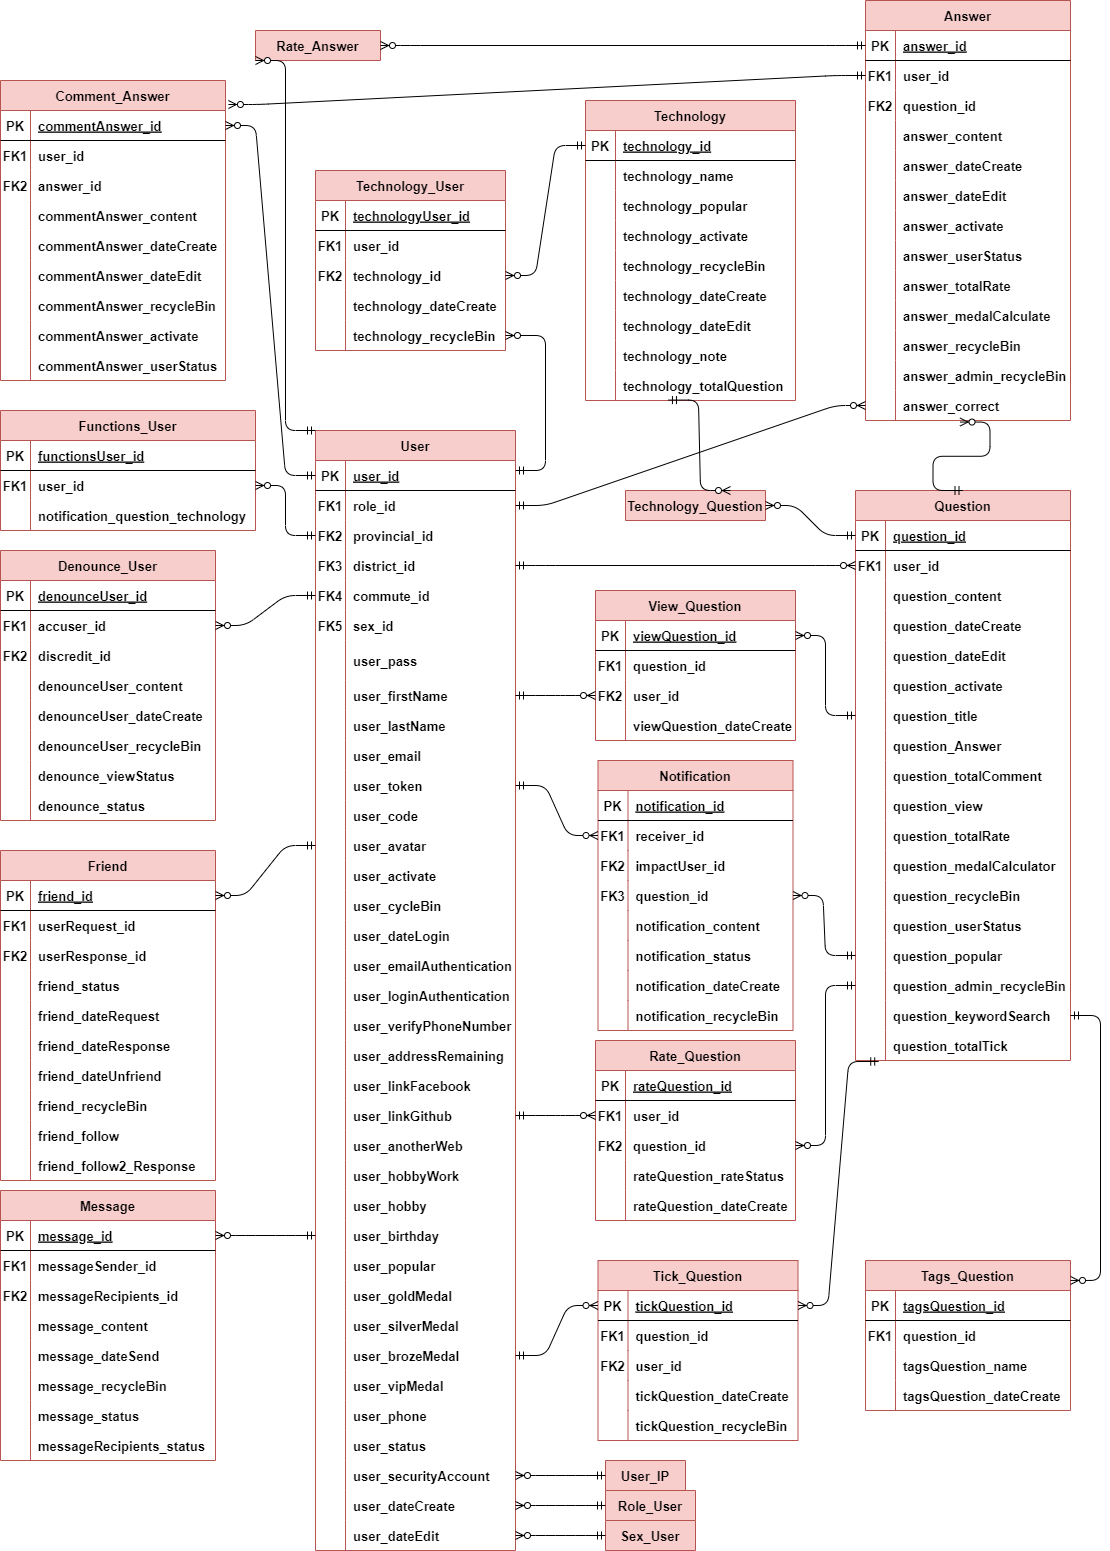 Rate_Answer
Answer
PK answer_id
FK1 user_id
FK2 question_id
answer_content
answer_dateCreate
answer_dateEdit
answer_activate
answer_userStatus
answer_totalRate
answer_medalCalculate
answer_recycleBin
answer_admin_recycleBin
answer_correct
Comment_Answer
PK commentAnswer_id
FK1 user_id
FK2 answer_id
commentAnswer_content
commentAnswer_dateCreate
commentAnswer_dateEdit
commentAnswer_recycleBin
commentAnswer_activate
commentAnswer_userStatus
Technology_User
PK technologyUser_id
FK1 user_id
FK2 technology_id
technology_dateCreate
technology_recycleBin
Technology
PK technology_id
technology_name
technology_popular
technology_activate
technology_recycleBin
technology_dateCreate
technology_dateEdit
technology_note
technology_totalQuestion
Functions_User
PK functionsUser_id
FK1 user_id
notification_question_technology
Denounce_User
PK denounceUser_id
FK1 accuser_id
FK2 discredit_id
denounceUser_content
denounceUser_dateCreate
denounceUser_recycleBin
denounce_viewStatus
denounce_status
Friend
PK friend_id
FK1 userRequest_id
FK2 userResponse_id
friend_status
friend_dateRequest
friend_dateResponse
friend_dateUnfriend
friend_recycleBin
friend_follow
friend_follow2_Response
Message
PK message_id
FK1 messageSender_id
FK2 messageRecipients_id
message_content
message_dateSend
message_recycleBin
message_status
messageRecipients_status
User
PK user_id
FK1 role_id
FK2 provincial_id
FK3 district_id
FK4 commute_id
FK5 sex_id
user_pass
user_firstName
user_lastName
user_email
user_token
user_code
user_avatar
user_activate
user_cycleBin
user_dateLogin
user_emailAuthentication
user_loginAuthentication
user_verifyPhoneNumber
user_addressRemaining
user_linkFacebook
user_linkGithub
user_anotherWeb
user_hobbyWork
user_hobby
user_birthday
user_popular
user_goldMedal
user_silverMedal
user_brozeMedal
user_vipMedal
user_phone
user_status
user_securityAccount
user_dateCreate
user_dateEdit
Technology_Question
View_Question
PK viewQuestion_id
FK1 question_id
FK2 user_id
viewQuestion_dateCreate
Notification
PK notification_id
FK1 receiver_id
FK2 impactUser_id
FK3 question_id
notification_content
notification_status
notification_dateCreate
notification_recycleBin
Rate_Question
PK rateQuestion_id
FK1 user_id
FK2 question_id
rateQuestion_rateStatus
rateQuestion_dateCreate
Tick_Question
PK tickQuestion_id
FK1 question_id
FK2 user_id
tickQuestion_dateCreate
tickQuestion_recycleBin
User_IP
Role_User
Sex_User
Question
PK question_id
FK1 user_id
question_content
question_dateCreate
question_dateEdit
question_activate
question_title
question_Answer
question_totalComment
question_view
question_totalRate
question_medalCalculator
question_recycleBin
question_userStatus
question_popular
question_admin_recycleBin
question_keywordSearch
question_totalTick
Tags_Question
PK tagsQuestion_id
FK1 question_id
tagsQuestion_name
tagsQuestion_dateCreate